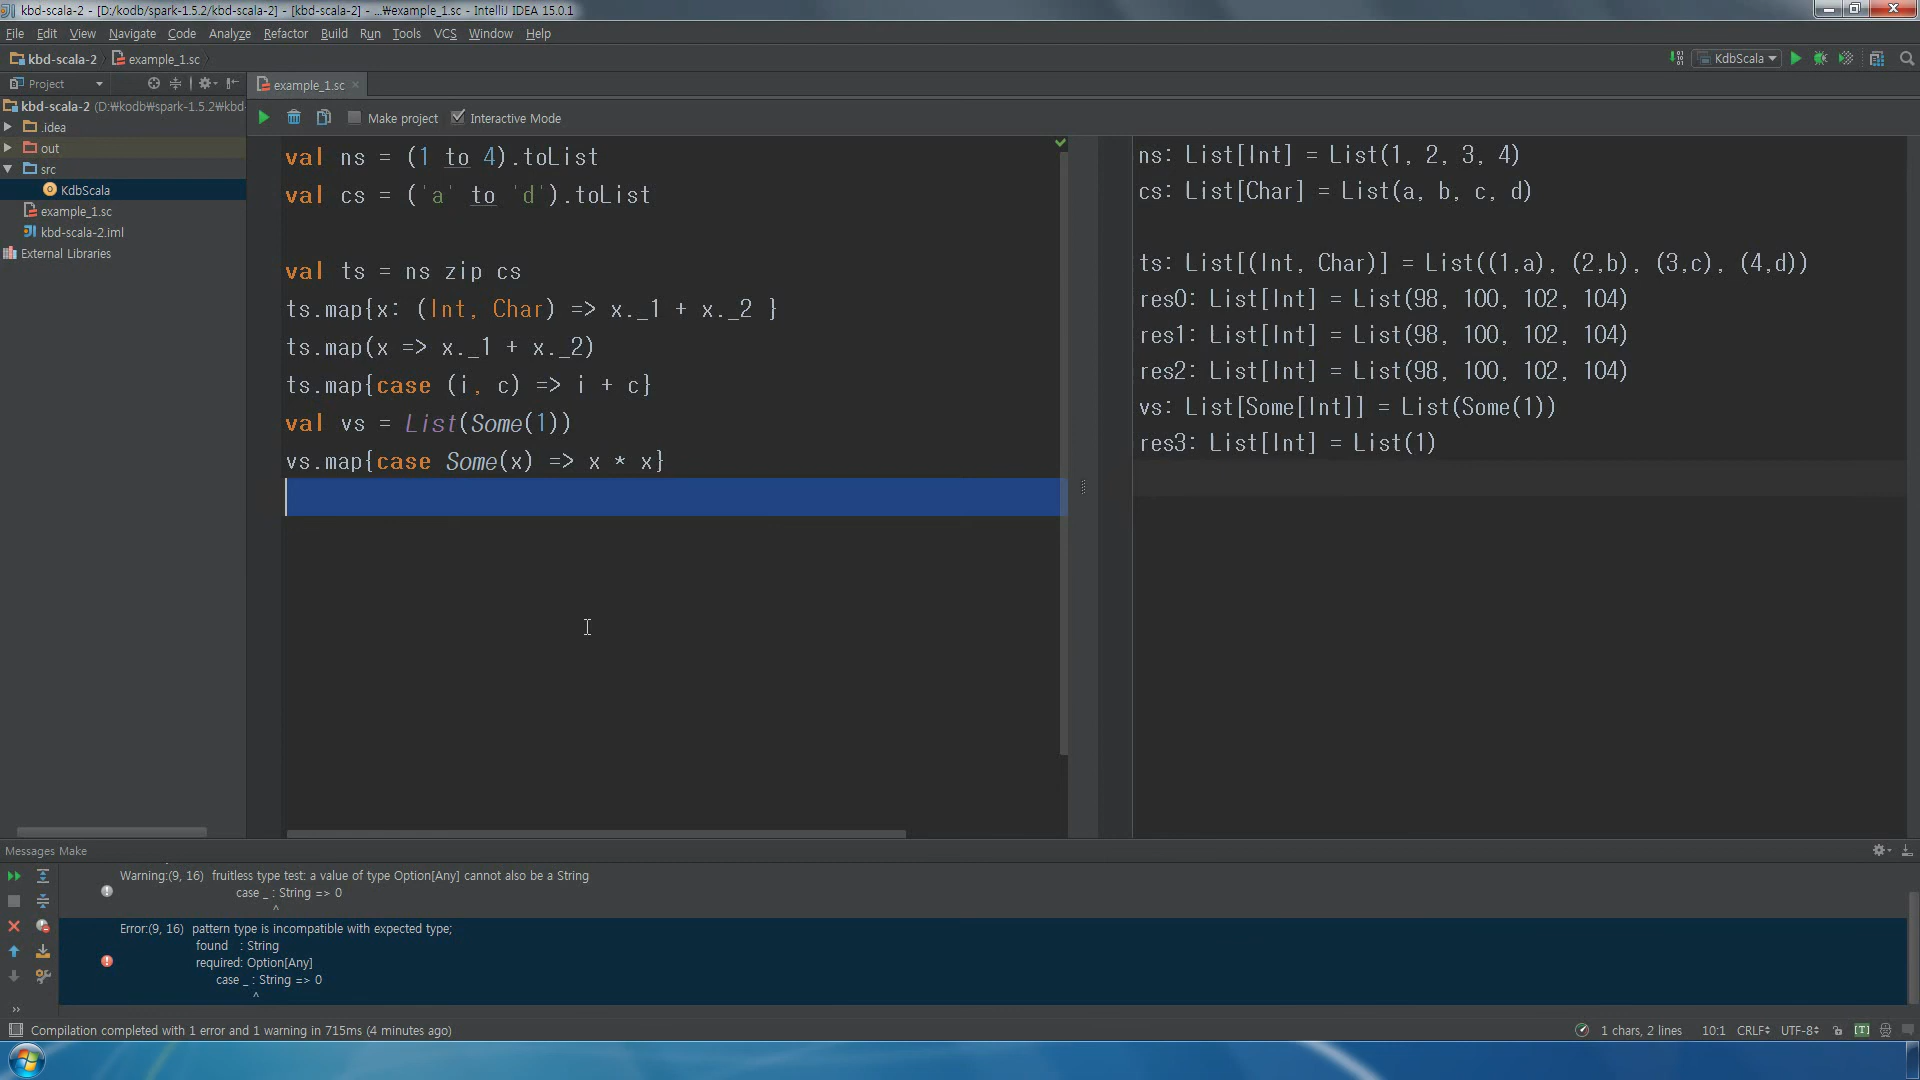 kbd-scala-2 - [D:/kodb/spark-1.5.2/kbd-scala-2] - [kbd-scala-2] - ...₩example_1.sc - IntelliJ IDEA 15.0.1
File Edit View Navigate Code Analyze Refactor Build Run Tools VCS Window Help
kbd-scala-2 example_1.sc KdbScala
Project example_1.sc
kbd-scala-2 (D:₩kodb₩spark-1.5.2₩kbd-
.idea
out
src
KdbScala
example_1.sc
kbd-scala-2.iml
External Libraries
Make project Interactive Mode
val ns = (1 to 4).toList
val cs = ('a' to 'd').toList
val ts = ns zip cs
ts.map{x: (Int, Char) => x._1 + x._2 }
ts.map(x => x._1 + x._2)
ts.map{case (i, c) => i + c}
val vs = List(Some(1))
vs.map{case Some(x) => x * x}
ns: List[Int] = List(1, 2, 3, 4)
cs: List[Char] = List(a, b, c, d)
ts: List[(Int, Char)] = List((1,a), (2,b), (3,c), (4,d))
res0: List[Int] = List(98, 100, 102, 104)
res1: List[Int] = List(98, 100, 102, 104)
res2: List[Int] = List(98, 100, 102, 104)
vs: List[Some[Int]] = List(Some(1))
res3: List[Int] = List(1)
Messages Make
Warning:(9, 16) fruitless type test: a value of type Option[Any] cannot also be a String
case _ : String => 0
^
Error:(9, 16) pattern type is incompatible with expected type;
found : String
required: Option[Any]
case _ : String => 0
^
Compilation completed with 1 error and 1 warning in 715ms (4 minutes ago) 1 chars, 2 lines 10:1 CRLF UTF-8 [T]